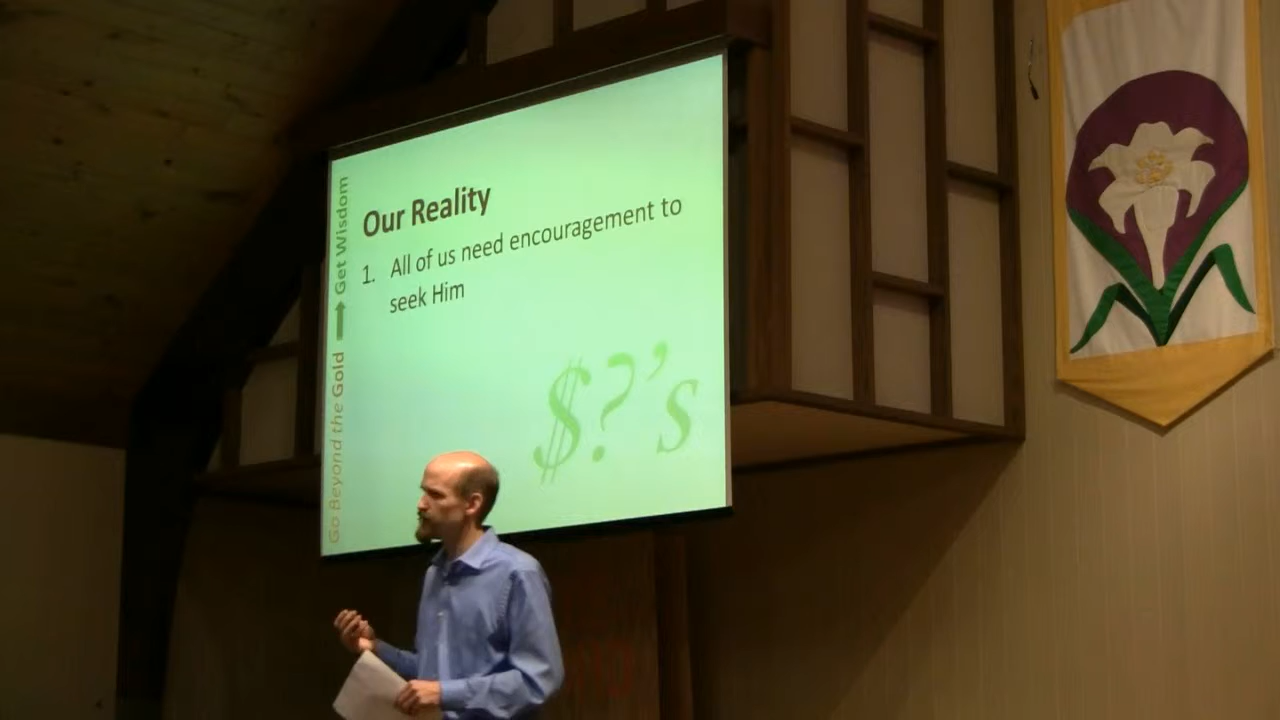 Our Reality
1. All of us need encouragement to
seek Him
$?'s
Go Beyond the Gold → Get Wisdom